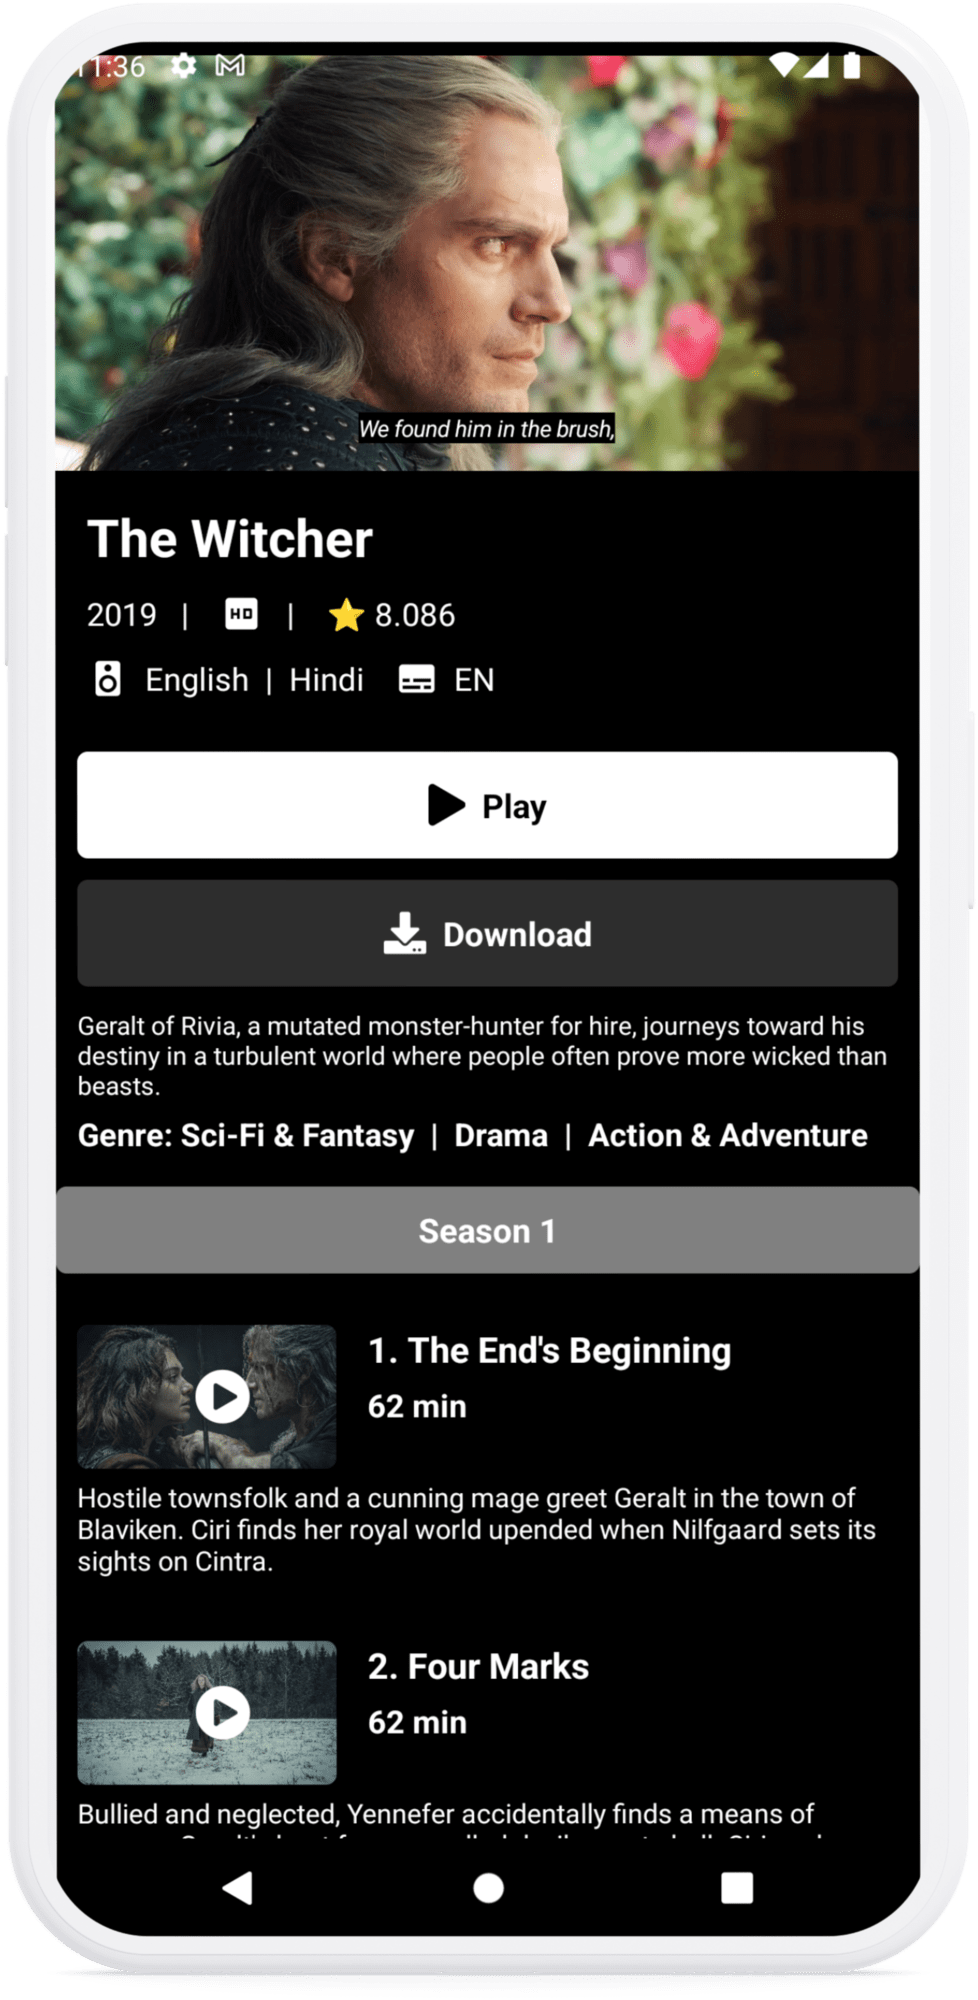 11:36
We found him in the brush,
The Witcher
2019 | HD | 8.086
English | Hindi EN
Play
Download
Geralt of Rivia, a mutated monster-hunter for hire, journeys toward his
destiny in a turbulent world where people often prove more wicked than
beasts.
Genre: Sci-Fi & Fantasy | Drama | Action & Adventure
Season 1
1. The End's Beginning
62 min
Hostile townsfolk and a cunning mage greet Geralt in the town of
Blaviken. Ciri finds her royal world upended when Nilfgaard sets its
sights on Cintra.
2. Four Marks
62 min
Bullied and neglected, Yennefer accidentally finds a means of